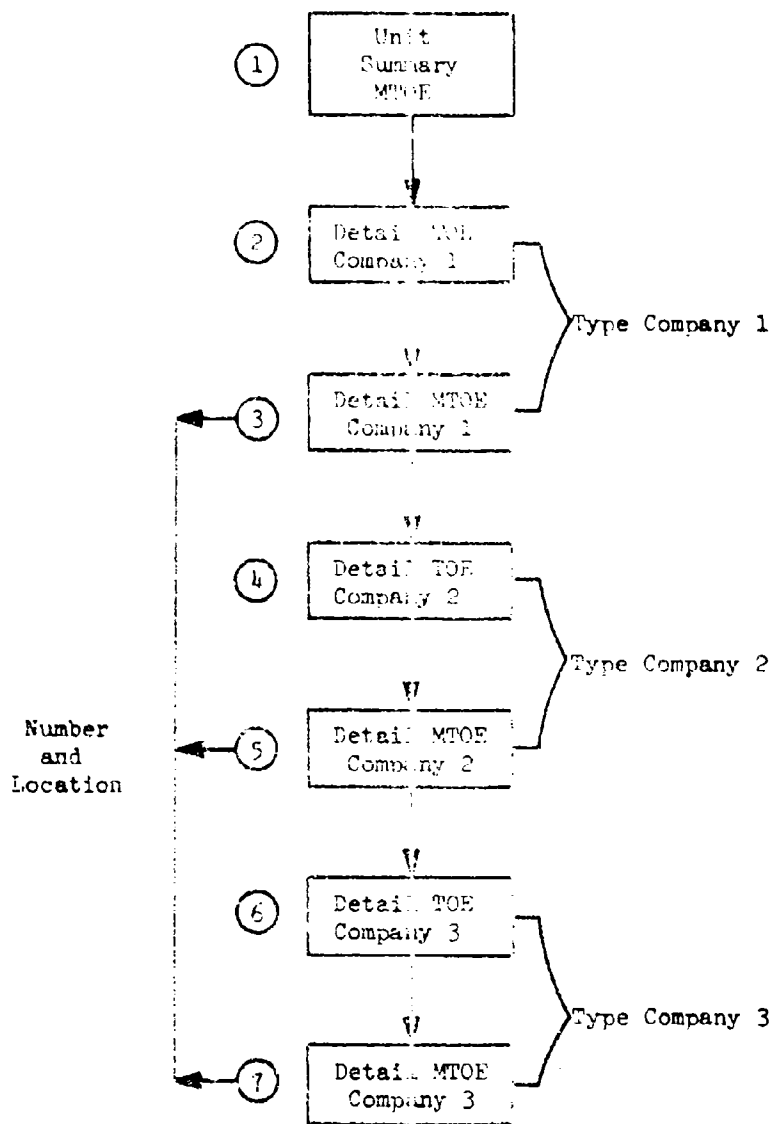 1
Unit
Summary
MTOE
2
Detail TOE
Company 1
Type Company 1
3
Detail MTOE
Company 1
4
Detail TOE
Company 2
Type Company 2
Number
and
Location
5
Detail MTOE
Company 2
6
Detail TOE
Company 3
Type Company 3
7
Detail MTOE
Company 3